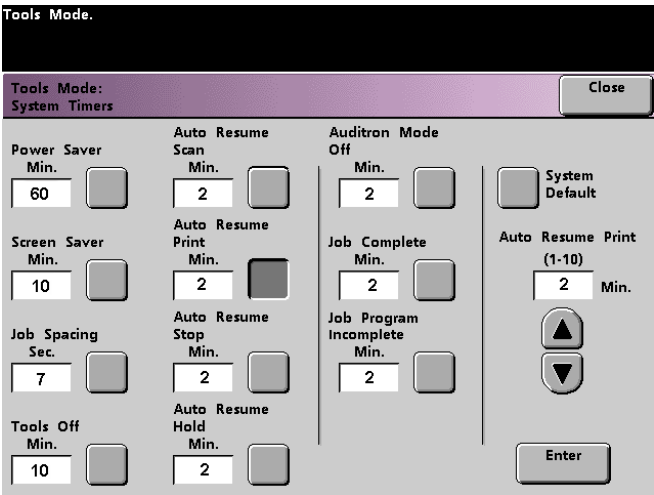 Tools Mode.
Tools Mode:
System Timers
Close
Power Saver
Min.
60
Screen Saver
Min.
10
Job Spacing
Sec.
7
Tools Off
Min.
10
Auto Resume
Scan
Min.
2
Auto Resume
Print
Min.
2
Auto Resume
Stop
Min.
2
Auto Resume
Hold
Min.
2
Auditron Mode
Off
Min.
2
Job Complete
Min.
2
Job Program
Incomplete
Min.
2
System
Default
Auto Resume Print
(1-10)
2 Min.
Enter